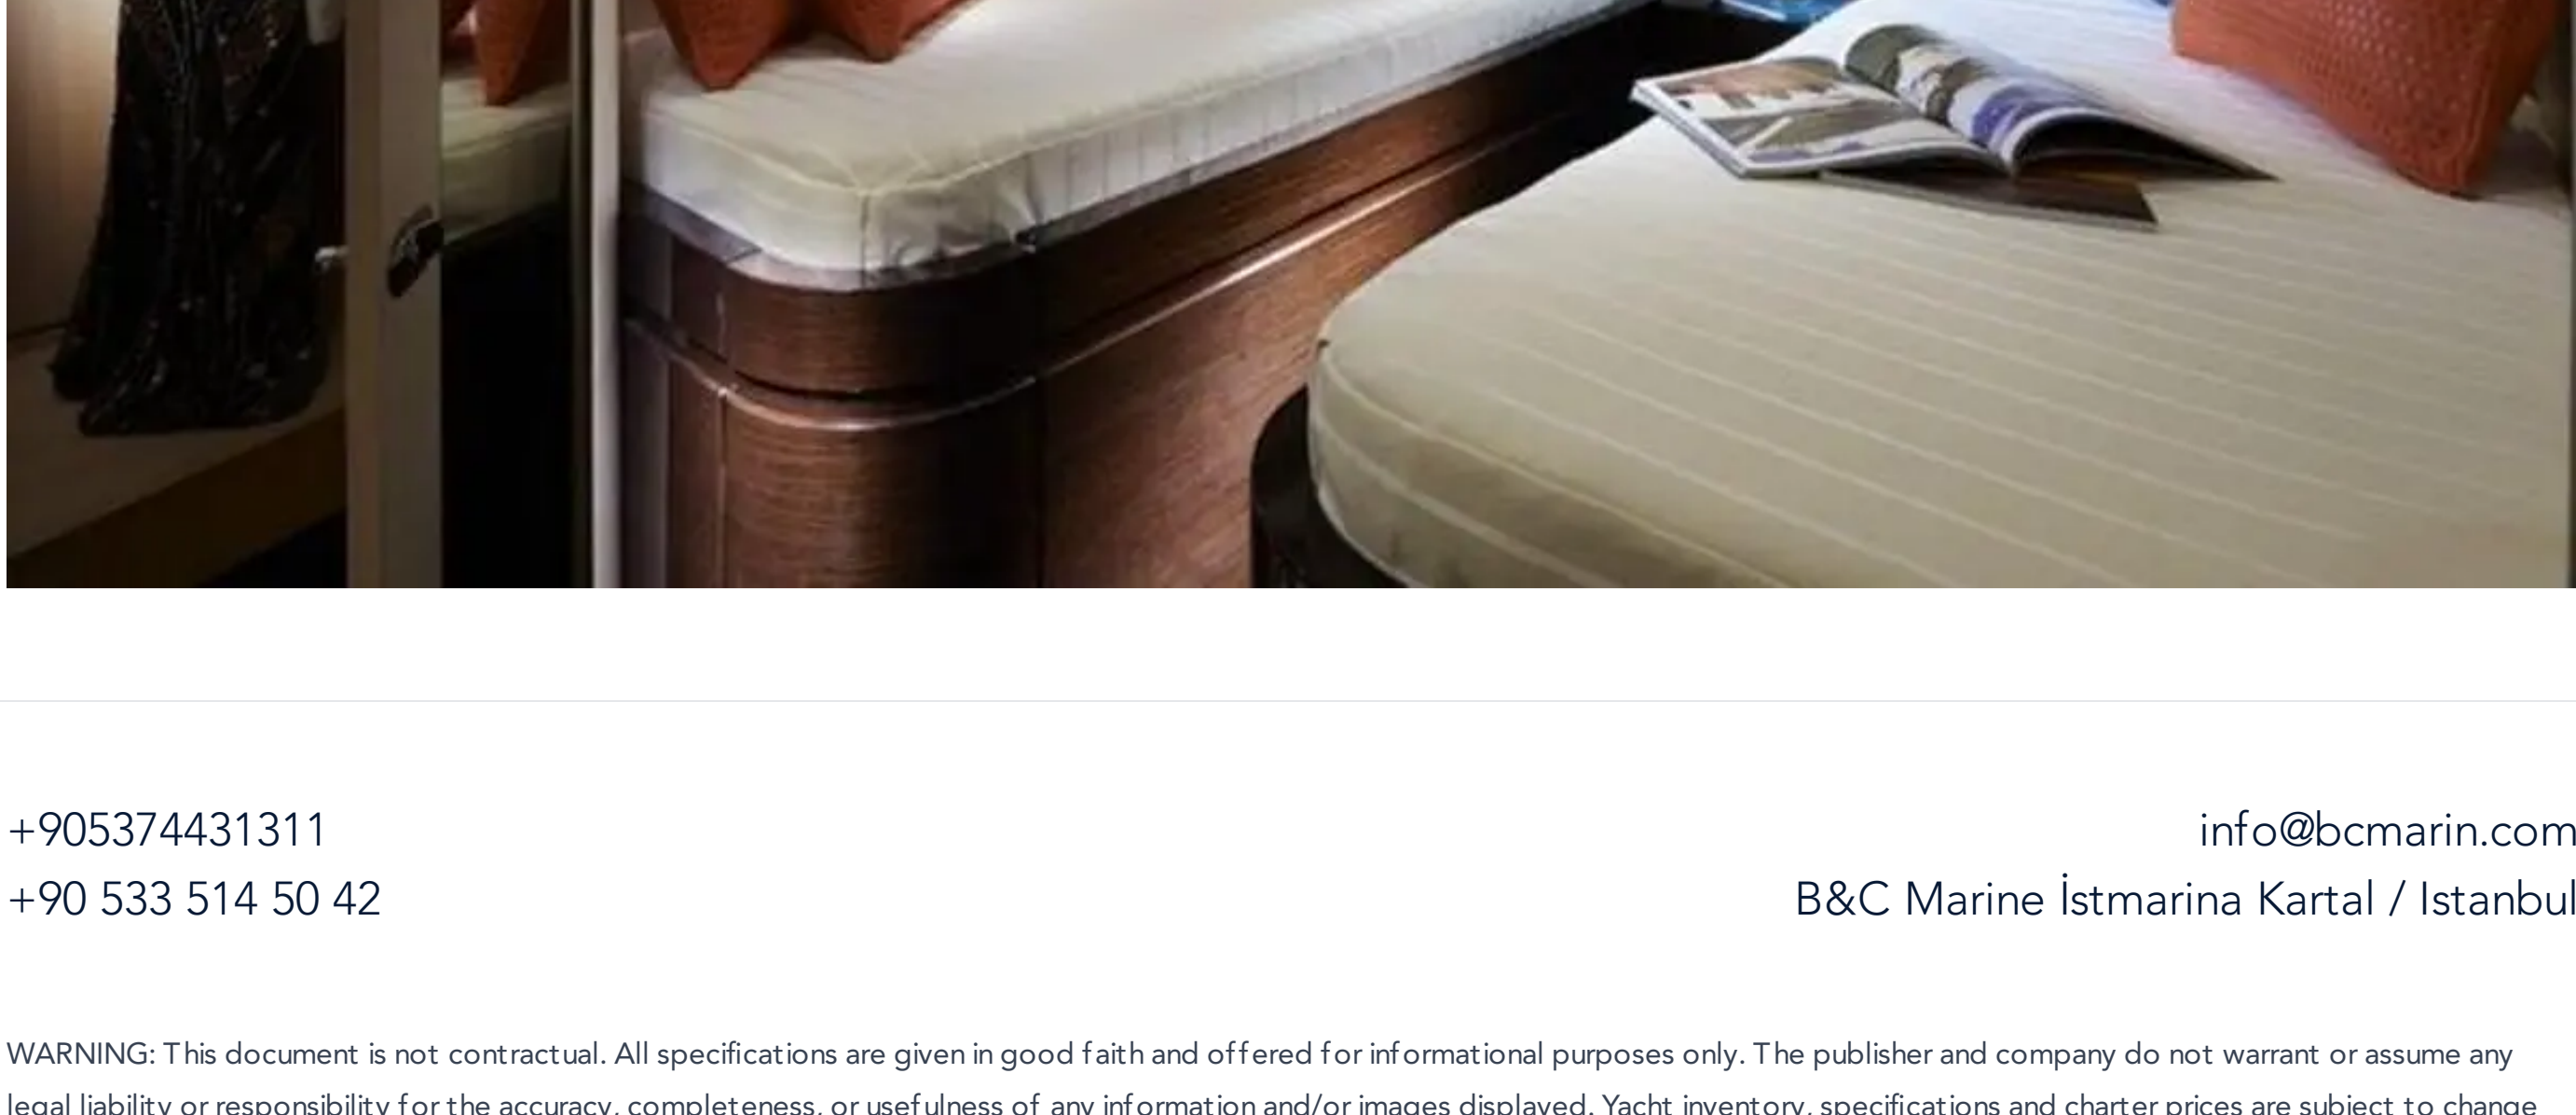 +905374431311
+90 533 514 50 42
info@bcmarin.com
B&C Marine İstmarina Kartal / Istanbul
WARNING: This document is not contractual. All specifications are given in good faith and offered for informational purposes only. The publisher and company do not warrant or assume any
legal liability or responsibility for the accuracy, completeness, or usefulness of any information and/or images displayed. Yacht inventory, specifications and charter prices are subject to change